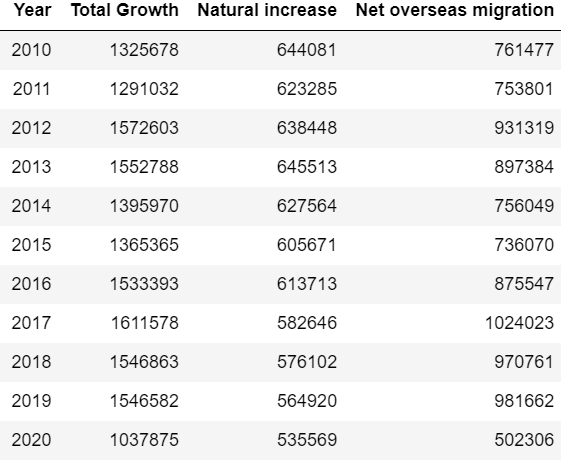 Year Total Growth Natural increase Net overseas migration
2010 1325678 644081 761477
2011 1291032 623285 753801
2012 1572603 638448 931319
2013 1552788 645513 897384
2014 1395970 627564 756049
2015 1365365 605671 736070
2016 1533393 613713 875547
2017 1611578 582646 1024023
2018 1546863 576102 970761
2019 1546582 564920 981662
2020 1037875 535569 502306